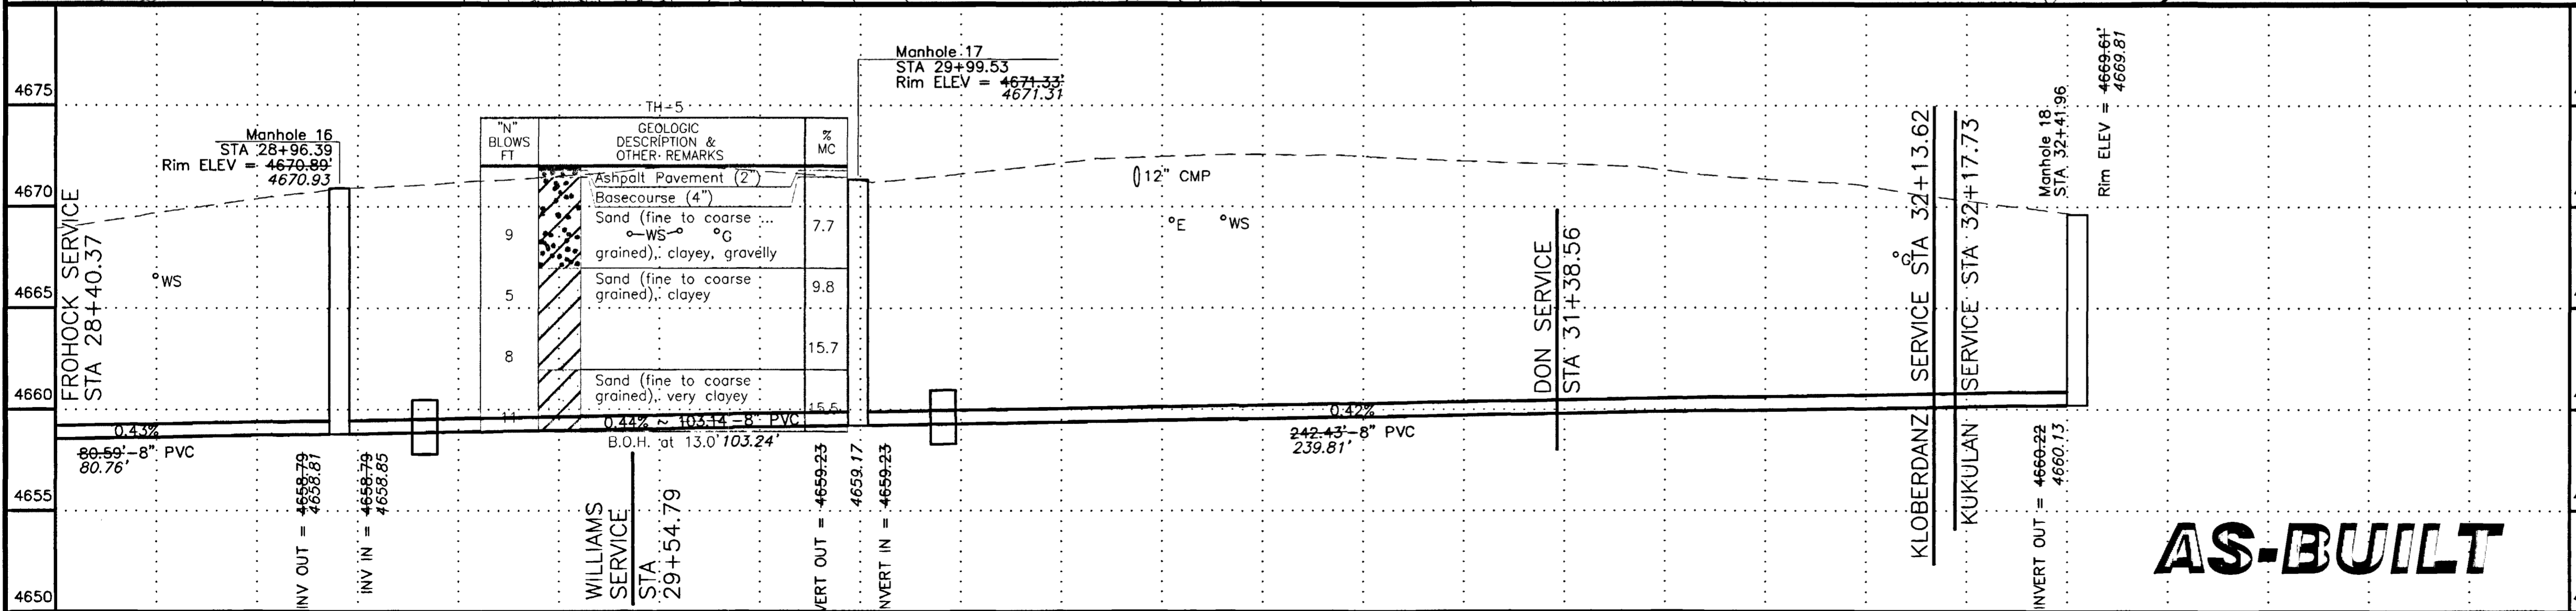 4675
4670
4665
4660
4655
4650
FROHOCK SERVICE
STA 28+40.37
°WS
Manhole 16
STA 28+96.39
Rim ELEV = 4670.89'
4670.93
0.43%
80.59'-8" PVC
80.76'
INV OUT = 4658.79
4658.81
INV IN = 4658.79
4658.85
TH-5
"N"
BLOWS
FT
GEOLOGIC
DESCRIPTION &
OTHER REMARKS
%
MC
Ashpalt Pavement (2")
Basecourse (4")
Sand (fine to coarse
WS °G
grained), clayey, gravelly
9
7.7
Sand (fine to coarse
grained), clayey
5
9.8
8
15.7
Sand (fine to coarse
grained), very clayey
11
15.5
0.44% ~ 103.14'-8" PVC
B.O.H. at 13.0' 103.24'
WILLIAMS
SERVICE
STA
29+54.79
Manhole 17
STA 29+99.53
Rim ELEV = 4671.33'
4671.31
VERT OUT = 4659.23
4659.17
NVERT IN = 4659.23
12" CMP
°E
°WS
0.42%
242.43'-8" PVC
239.81'
DON SERVICE
STA 31+38.56
°G
KLOBERDANZ SERVICE STA 32+13.62
KUKULAN SERVICE STA 32+17.73
Manhole 18
STA 32+41.96
Rim ELEV = 4669.61'
4669.81
INVERT OUT = 4660.22
4660.13
AS-BUILT